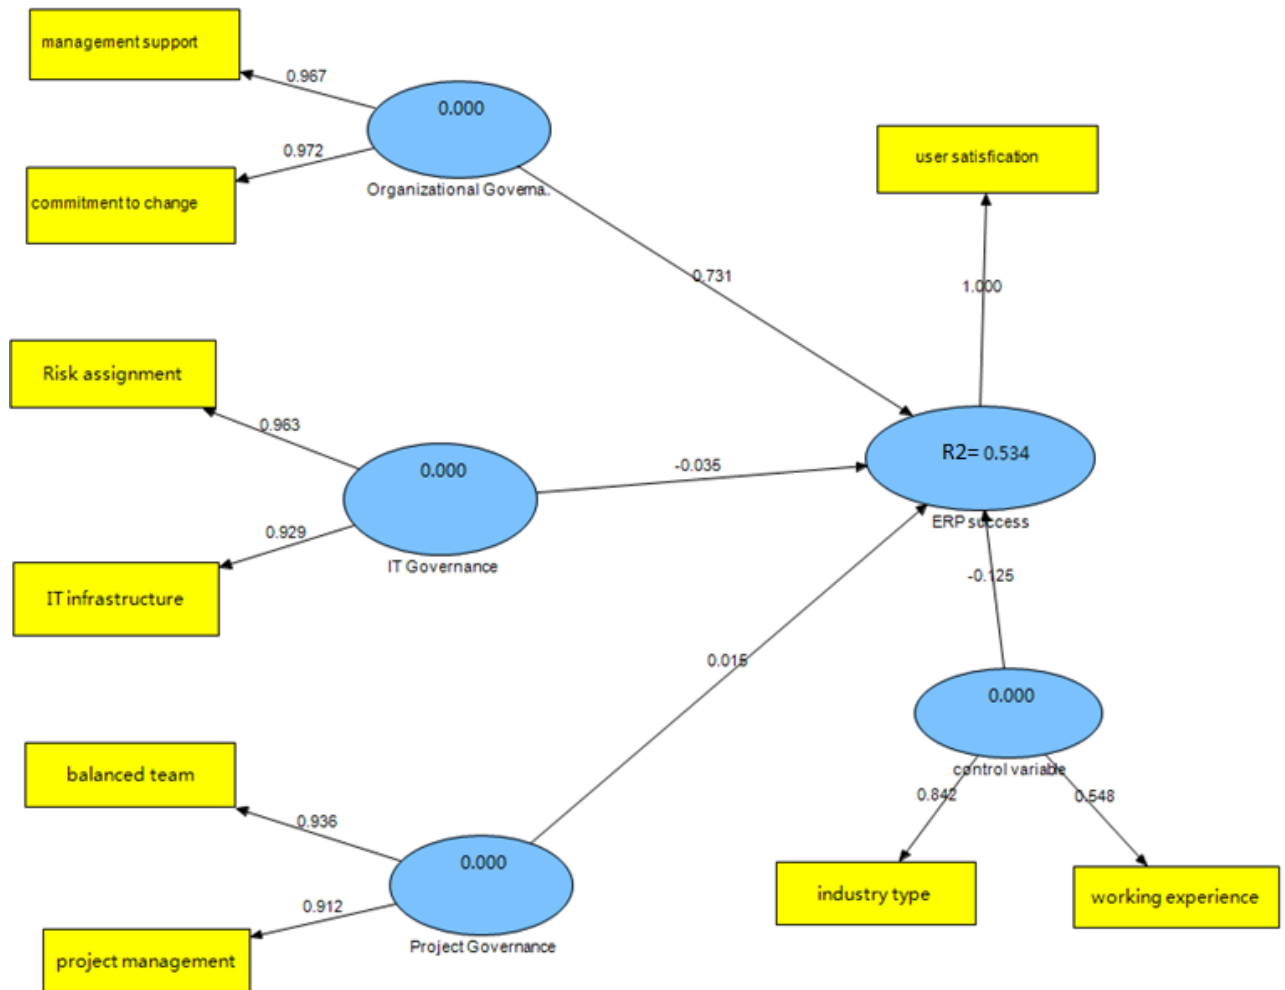 management support
0.967
0.000
0.972
commitment to change
Organizational Governa.
user satisfication
0.731
1.000
Risk assignment
0.963
0.000
-0.035
R2= 0.534
ERP success
0.929
IT Governance
IT infrastructure
-0.125
0.015
0.000
control variable
balanced team
0.842
0.548
0.936
0.000
industry type
working experience
0.912
Project Governance
project management